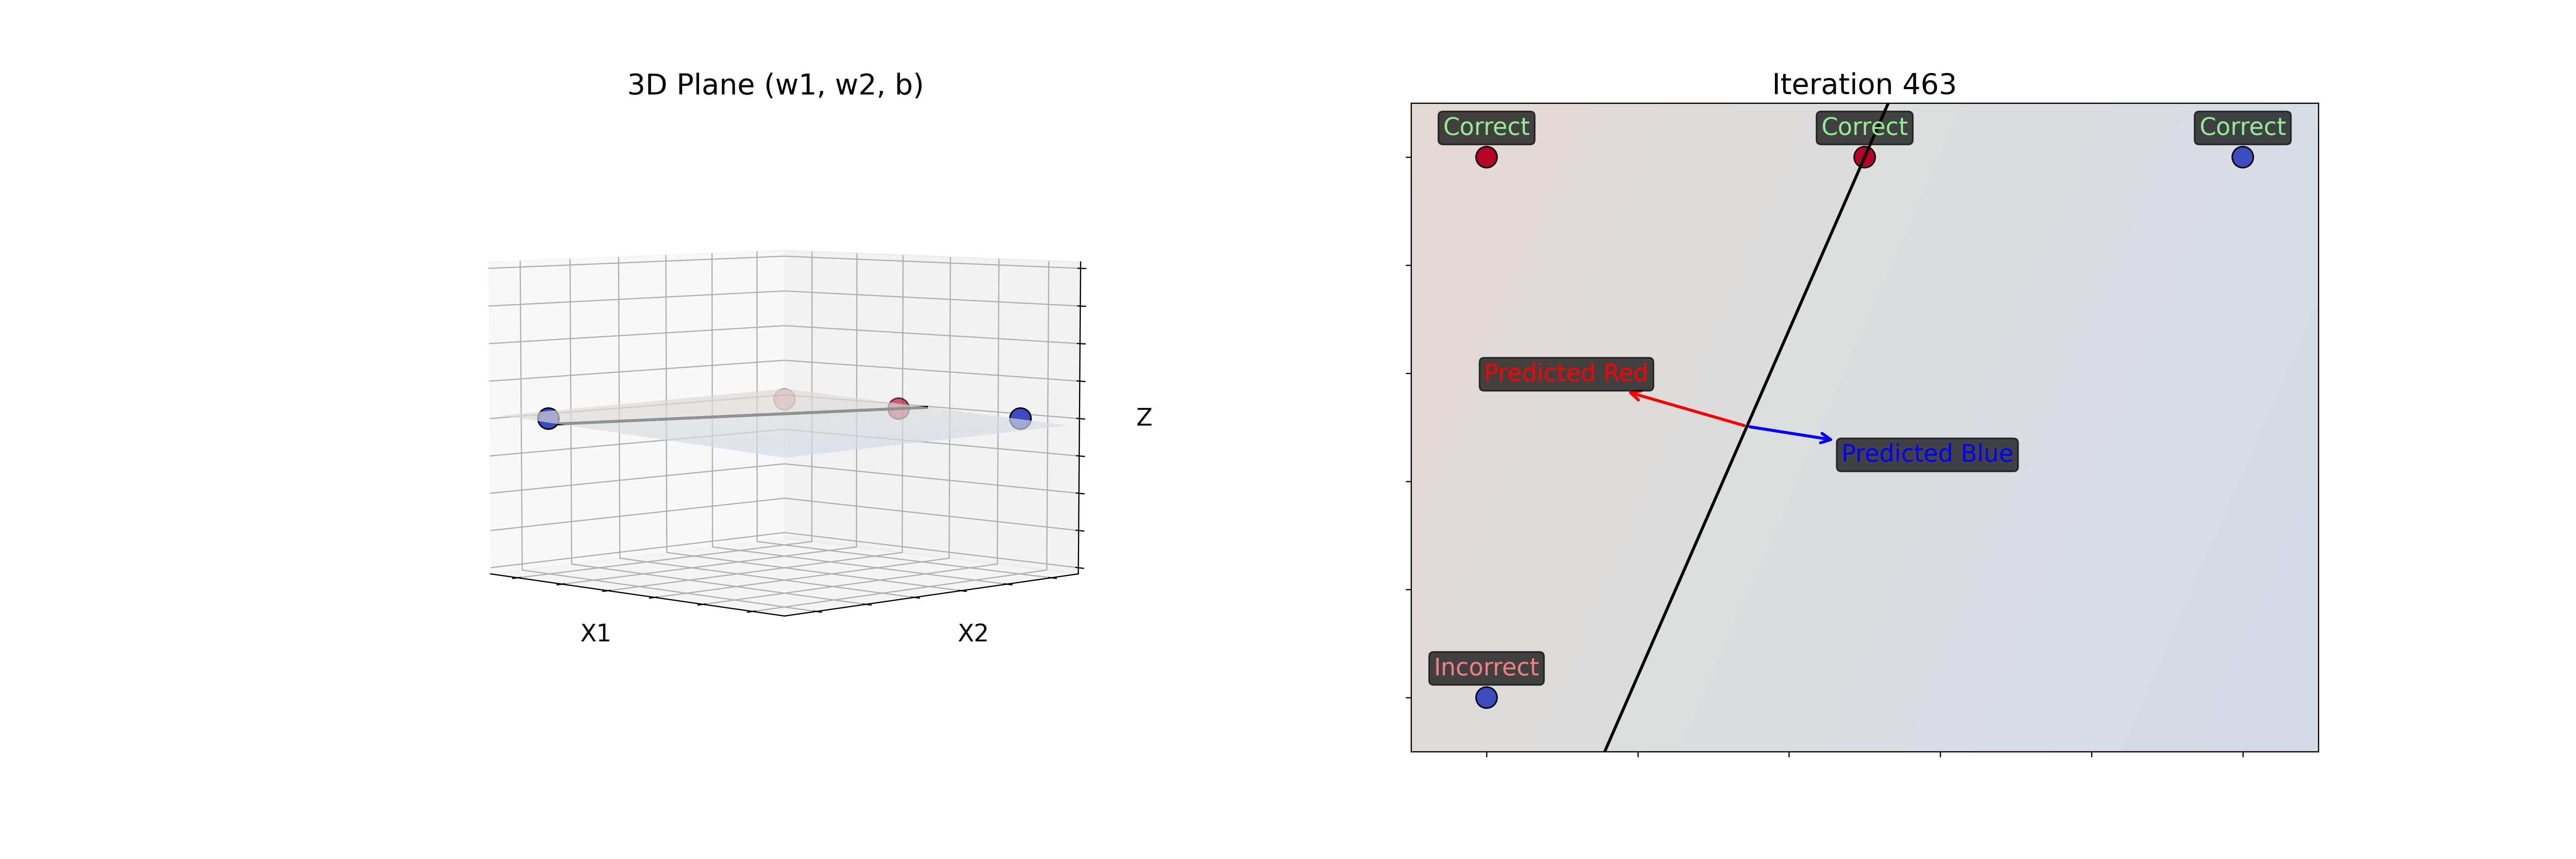 3D Plane (w1, w2, b)
Z
X1
X2
Iteration 463
Correct
Correct
Correct
Predicted Red
Predicted Blue
Incorrect